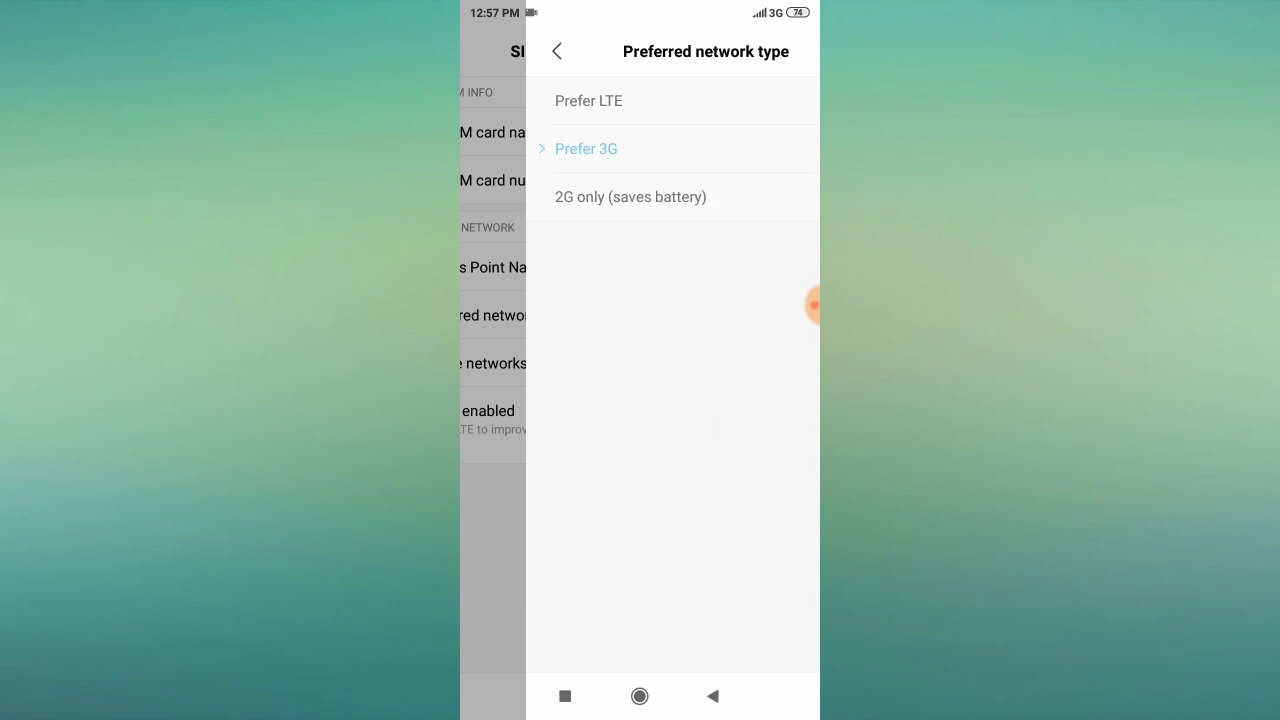 12:57 PM
3G 74
SI
Preferred network type
M INFO
M card na
M card nu
NETWORK
s Point Na
red networ
e networks
enabled
TE to improv
Prefer LTE
Prefer 3G
2G only (saves battery)